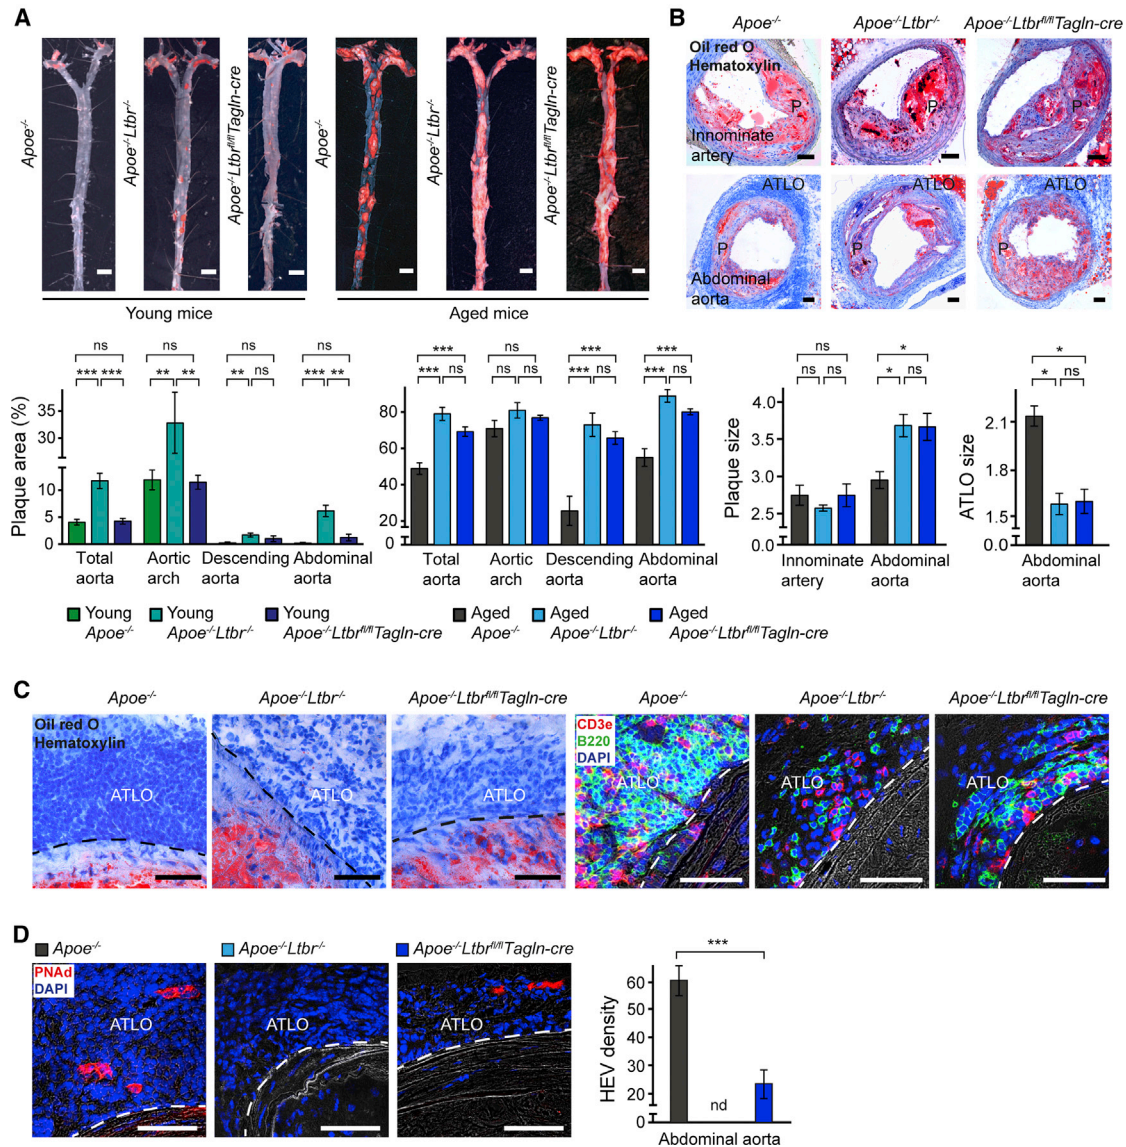 A
Apoe-/-
Apoe-/-Ltbr-/-
Apoe-/-Ltbrfl/flTagln-cre
Apoe-/-
Apoe-/-Ltbr-/-
Apoe-/-Ltbrfl/flTagln-cre
Young mice
Aged mice
B
Apoe-/- Apoe-/-Ltbr-/- Apoe-/-Ltbrfl/flTagln-cre
Oil red O
Hematoxylin
P P P
Innominate
artery
ATLO ATLO ATLO
P P P
Abdominal
aorta
ns ns ns ns
*** *** ** ** ** ns *** **
Plaque area (%)
35
30
10
5
0
Total
aorta
Aortic
arch
Descending
aorta
Abdominal
aorta
*** ns *** ***
*** ns ns ns *** ns *** ns
80
60
40
20
0
Total
aorta
Aortic
arch
Descending
aorta
Abdominal
aorta
ns *
ns ns * ns
Plaque size
4.0
3.5
3.0
2.5
0.0
Innominate
artery
Abdominal
aorta
*
* ns
ATLO size
2.1
1.8
1.5
0.0
Abdominal
aorta
Young
Apoe-/-
Young
Apoe-/-Ltbr-/-
Young
Apoe-/-Ltbrfl/flTagln-cre
Aged
Apoe-/-
Aged
Apoe-/-Ltbr-/-
Aged
Apoe-/-Ltbrfl/flTagln-cre
C
Apoe-/- Apoe-/-Ltbr-/- Apoe-/-Ltbrfl/flTagln-cre Apoe-/- Apoe-/-Ltbr-/- Apoe-/-Ltbrfl/flTagln-cre
Oil red O
Hematoxylin
CD3e
B220
DAPI
ATLO ATLO ATLO ATLO ATLO ATLO
D
Apoe-/- Apoe-/-Ltbr-/- Apoe-/-Ltbrfl/flTagln-cre
PNAd
DAPI
ATLO ATLO ATLO
***
HEV density
60
50
40
30
20
0
nd
Abdominal aorta